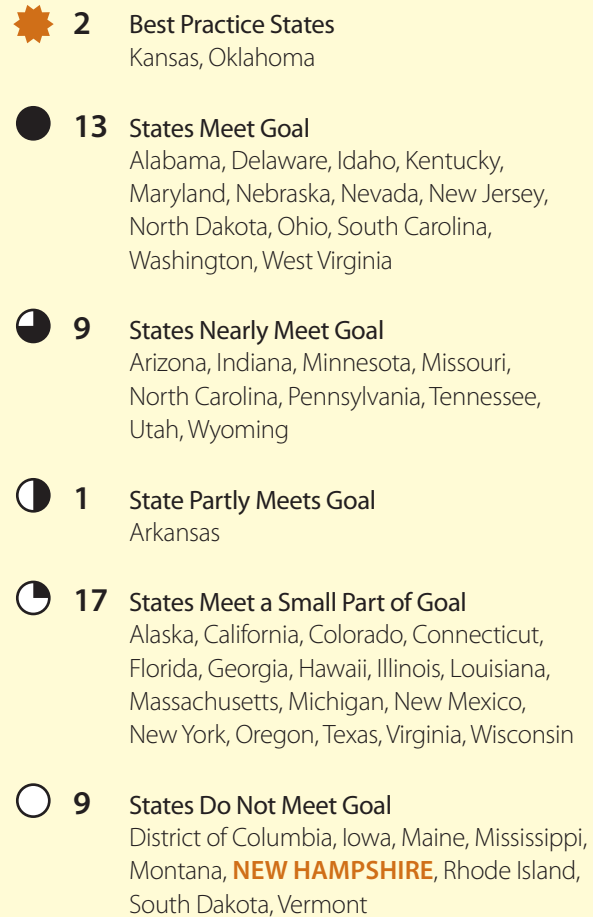 2 Best Practice States
Kansas, Oklahoma
13 States Meet Goal
Alabama, Delaware, Idaho, Kentucky,
Maryland, Nebraska, Nevada, New Jersey,
North Dakota, Ohio, South Carolina,
Washington, West Virginia
9 States Nearly Meet Goal
Arizona, Indiana, Minnesota, Missouri,
North Carolina, Pennsylvania, Tennessee,
Utah, Wyoming
1 State Partly Meets Goal
Arkansas
17 States Meet a Small Part of Goal
Alaska, California, Colorado, Connecticut,
Florida, Georgia, Hawaii, Illinois, Louisiana,
Massachusetts, Michigan, New Mexico,
New York, Oregon, Texas, Virginia, Wisconsin
9 States Do Not Meet Goal
District of Columbia, Iowa, Maine, Mississippi,
Montana, NEW HAMPSHIRE, Rhode Island,
South Dakota, Vermont